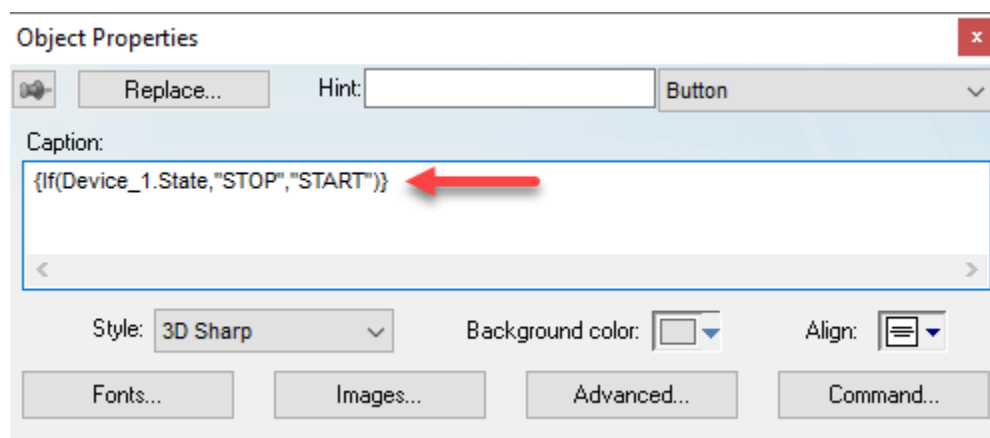 Object Properties x
Replace... Hint: Button
Caption:
{If(Device_1.State,"STOP","START")}
Style: 3D Sharp Background color: Align:
Fonts... Images... Advanced... Command...